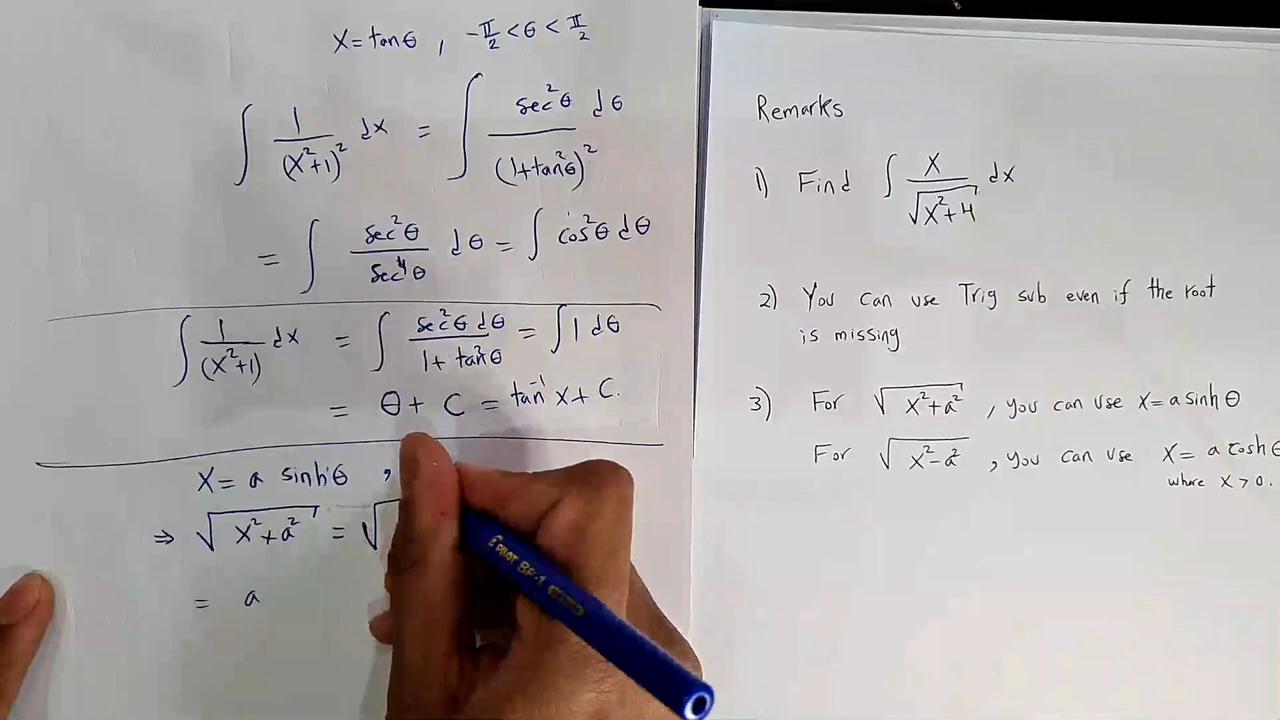 x = tanθ , -π/2 < θ < π/2
∫ 1/(x²+1)² dx = ∫ sec²θ dθ/(1+tan²θ)²
= ∫ sec²θ/sec⁴θ dθ = ∫ cos²θ dθ
∫ 1/(x²+1) dx = ∫ sec²θ dθ/(1+tan²θ) = ∫ 1 dθ
= θ + C = tan⁻¹ x + C.
x = a sinhθ ,
⇒ √(x²+a²) = √
= a
Remarks
1) Find ∫ x/√(x²+4) dx
2) You can use Trig sub even if the root
is missing
3) For √(x²+a²) , you can use x = a sinh θ
For √(x²-a²) , you can use x = a cosh θ
where x > 0.
PILOT BP-1